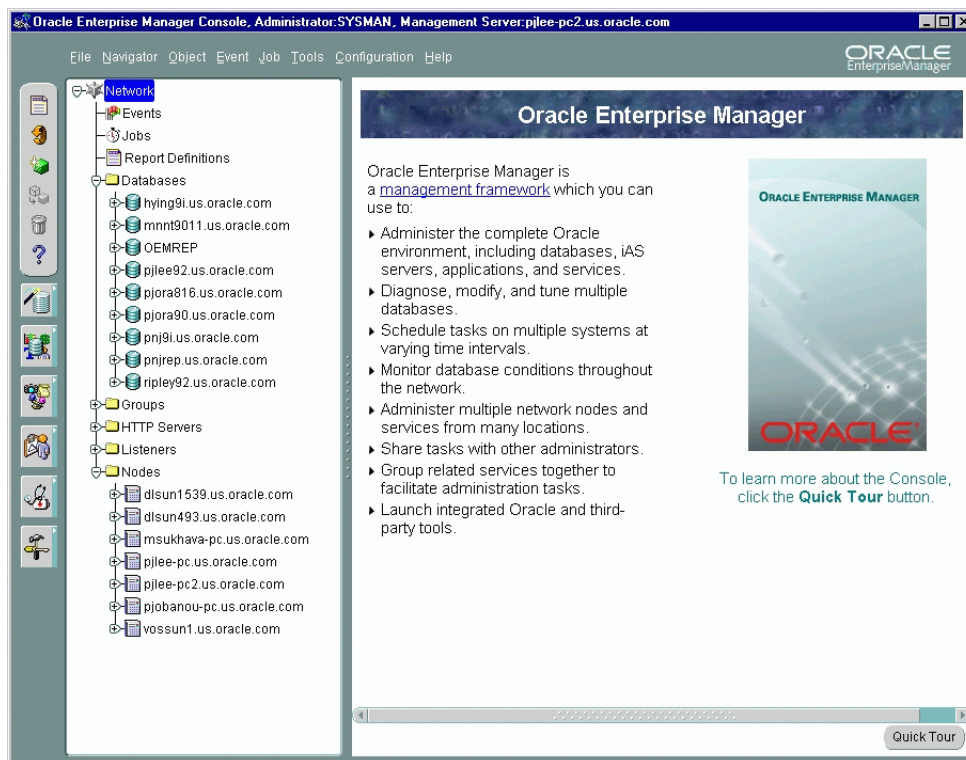 Oracle Enterprise Manager Console, Administrator:SYSMAN, Management Server:pjlee-pc2.us.oracle.com
File Navigator Object Event Job Tools Configuration Help
ORACLE
EnterpriseManager
Network
Events
Jobs
Report Definitions
Databases
hying9i.us.oracle.com
mnnt9011.us.oracle.com
OEMREP
pjlee92.us.oracle.com
pjora816.us.oracle.com
pjora90.us.oracle.com
pnj9i.us.oracle.com
pnjrep.us.oracle.com
ripley92.us.oracle.com
Groups
HTTP Servers
Listeners
Nodes
dlsun1539.us.oracle.com
dlsun493.us.oracle.com
msukhava-pc.us.oracle.com
pjlee-pc.us.oracle.com
pjlee-pc2.us.oracle.com
pjobanou-pc.us.oracle.com
vossun1.us.oracle.com
Oracle Enterprise Manager
Oracle Enterprise Manager is
a management framework which you can
use to:
Administer the complete Oracle
environment, including databases, iAS
servers, applications, and services.
Diagnose, modify, and tune multiple
databases.
Schedule tasks on multiple systems at
varying time intervals.
Monitor database conditions throughout
the network.
Administer multiple network nodes and
services from many locations.
Share tasks with other administrators.
Group related services together to
facilitate administration tasks.
Launch integrated Oracle and third-
party tools.
ORACLE ENTERPRISE MANAGER
ORACLE
To learn more about the Console,
click the Quick Tour button.
Quick Tour